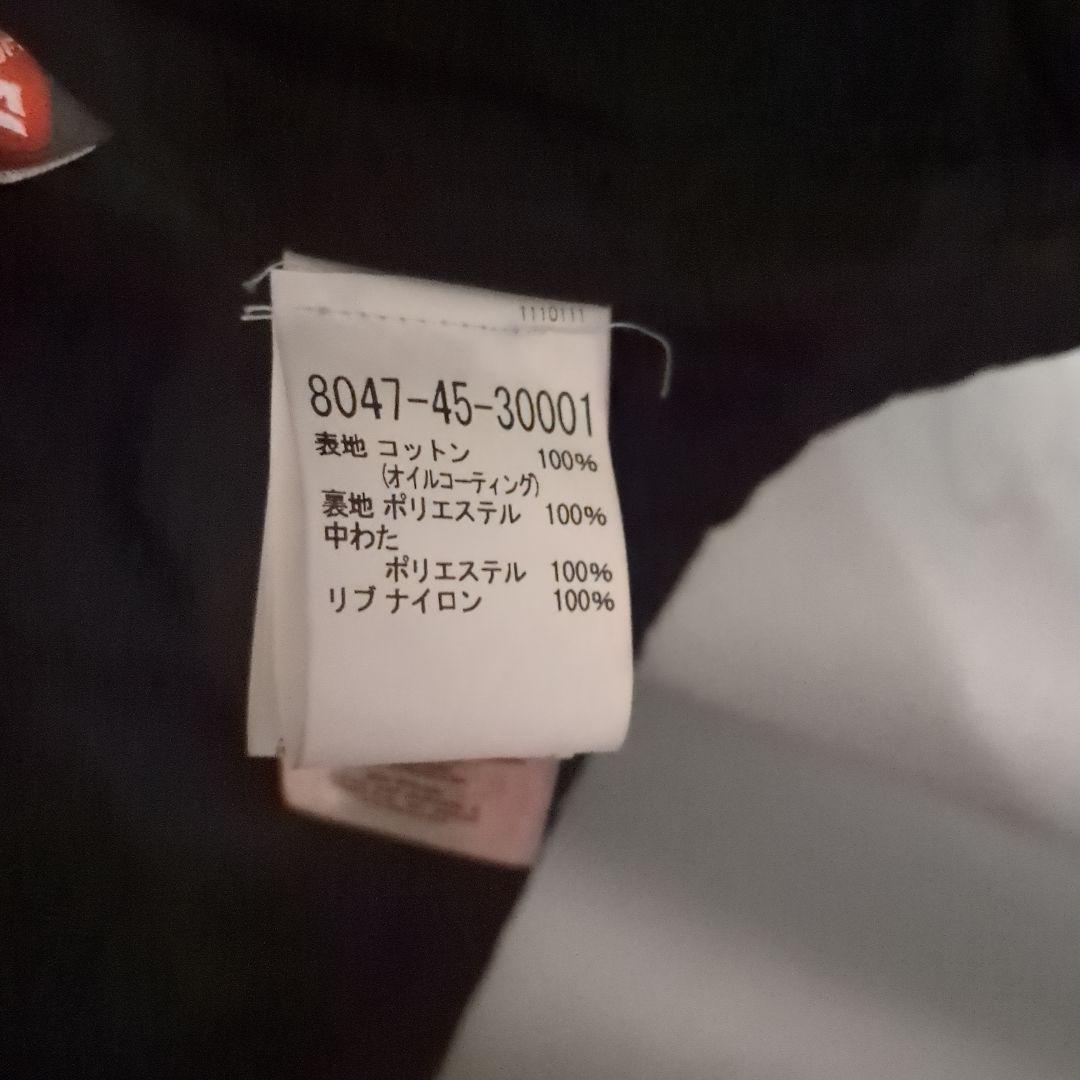 1110111
8047-45-30001
表地 コットン 100%
(オイルコーティング)
裏地 ポリエステル 100%
中わた
ポリエステル 100%
リブ ナイロン 100%